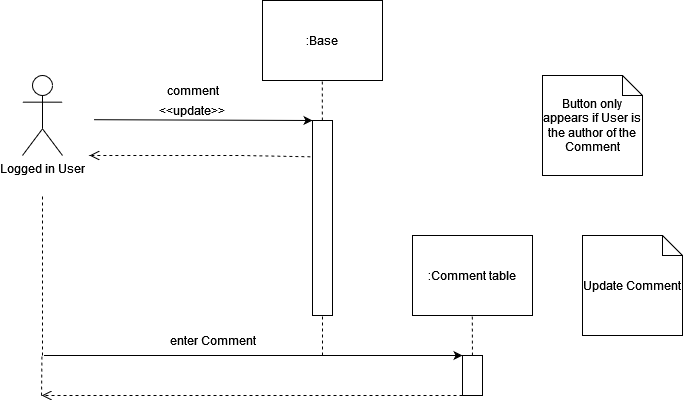 :Base
comment
<<update>>
Button only
appears if User is
the author of the
Comment
Logged in User
:Comment table
Update Comment
enter Comment